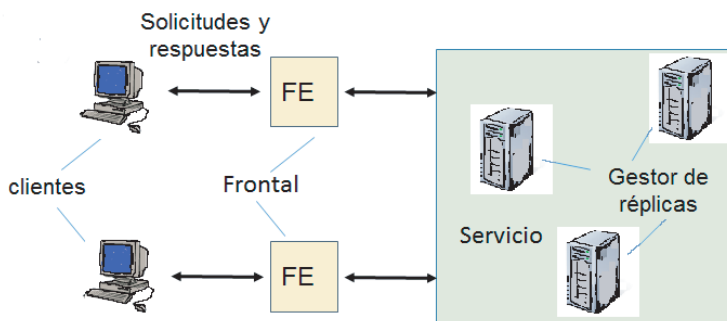 Solicitudes y
respuestas
FE
clientes
Frontal
Gestor de
réplicas
Servicio
FE